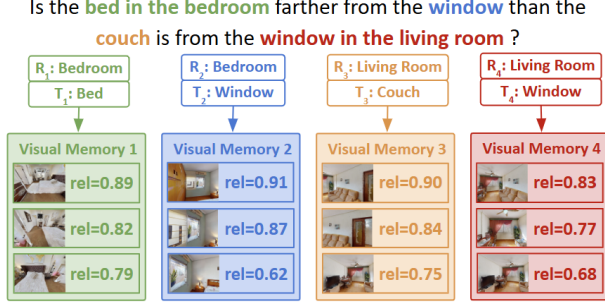 Is the bed in the bedroom farther from the window than the
couch is from the window in the living room ?
R1: Bedroom
T1: Bed
R2: Bedroom
T2: Window
R3: Living Room
T3: Couch
R4: Living Room
T4: Window
Visual Memory 1
rel=0.89
rel=0.82
rel=0.79
Visual Memory 2
rel=0.91
rel=0.87
rel=0.62
Visual Memory 3
rel=0.90
rel=0.84
rel=0.75
Visual Memory 4
rel=0.83
rel=0.77
rel=0.68